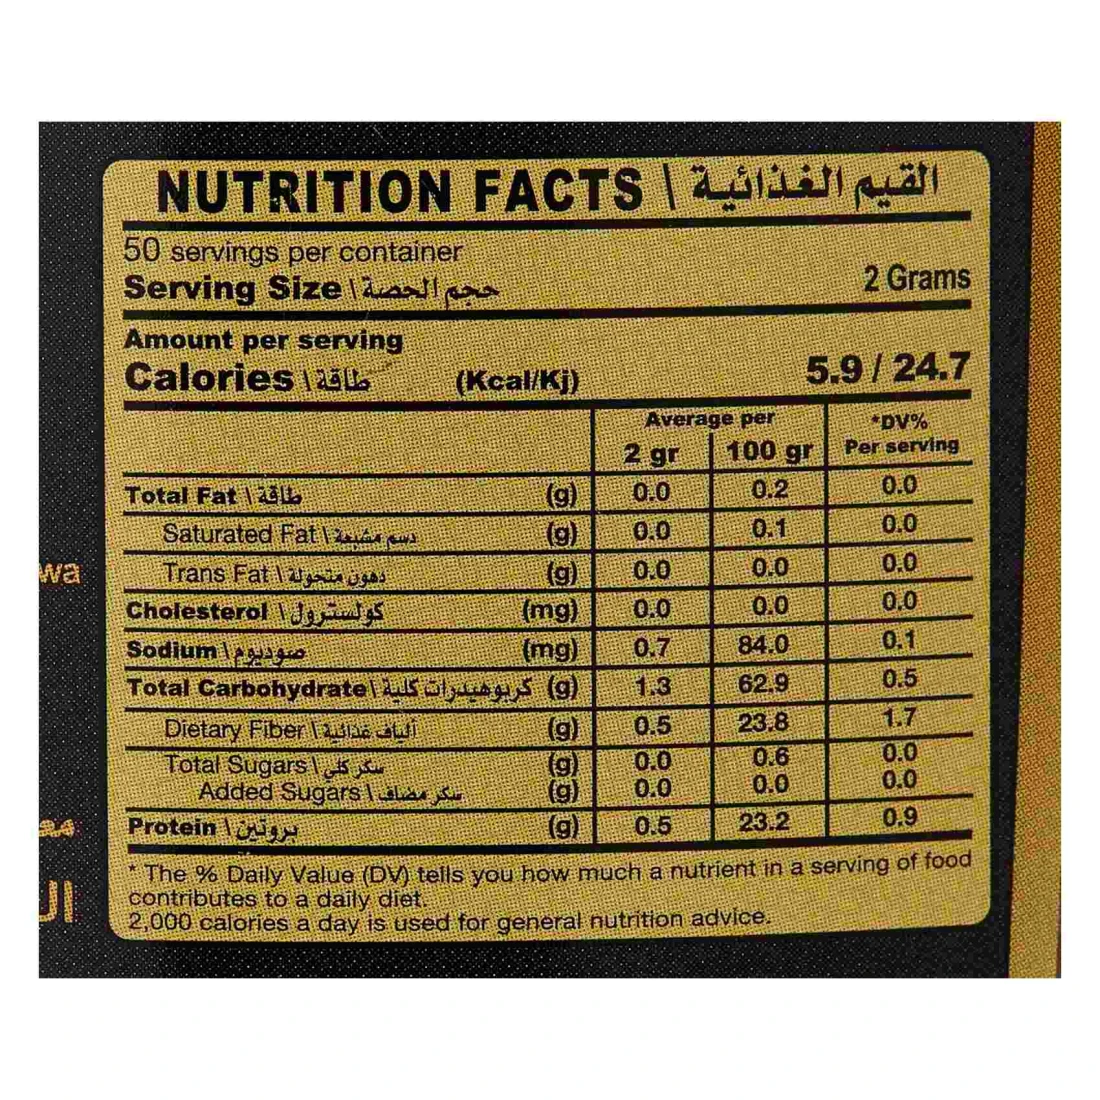 NUTRITION FACTS \ القيم الغذائية
50 servings per container
Serving Size \ حجم الحصة 2 Grams
Amount per serving
Calories \ طاقة (Kcal/Kj) 5.9 / 24.7
Average per *DV%
2 gr 100 gr Per serving
Total Fat \ طاقة (g) 0.0 0.2 0.0
Saturated Fat \ دسم مشبعة (g) 0.0 0.1 0.0
Trans Fat \ دهون متحولة (g) 0.0 0.0 0.0
Cholesterol \ كولسترول (mg) 0.0 0.0 0.0
Sodium \ صوديوم (mg) 0.7 84.0 0.1
Total Carbohydrate \ كربوهيدرات كلية (g) 1.3 62.9 0.5
Dietary Fiber \ ألياف غذائية (g) 0.5 23.8 1.7
Total Sugars \ سكر كلي (g) 0.0 0.6 0.0
Added Sugars \ سكر مضاف (g) 0.0 0.0 0.0
Protein \ بروتين (g) 0.5 23.2 0.9
* The % Daily Value (DV) tells you how much a nutrient in a serving of food
contributes to a daily diet.
2,000 calories a day is used for general nutrition advice.
wa